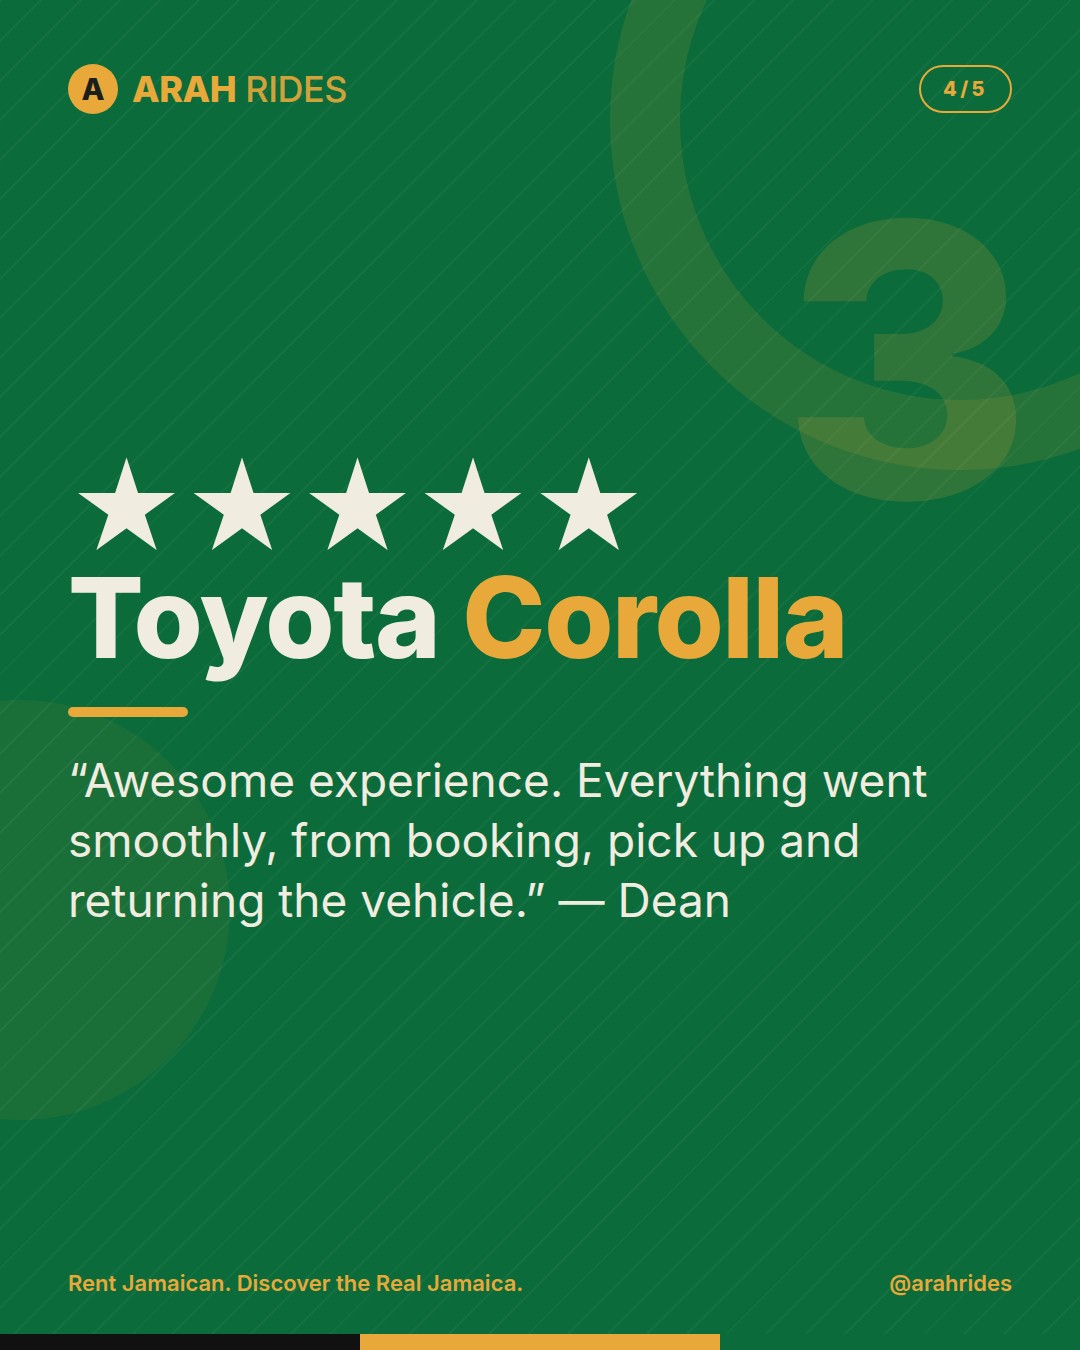 A ARAH RIDES
4/5
3
★★★★★
Toyota Corolla
“Awesome experience. Everything went
smoothly, from booking, pick up and
returning the vehicle.” — Dean
Rent Jamaican. Discover the Real Jamaica.
@arahrides